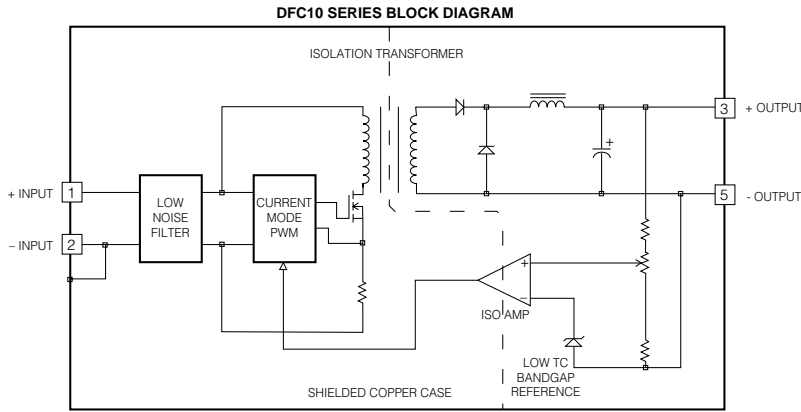 DFC10 SERIES BLOCK DIAGRAM
ISOLATION TRANSFORMER
3
+ OUTPUT
+
+ INPUT
1
LOW
NOISE
FILTER
CURRENT
MODE
PWM
5
- OUTPUT
– INPUT
2
+
–
ISO AMP
LOW TC
BANDGAP
REFERENCE
SHIELDED COPPER CASE